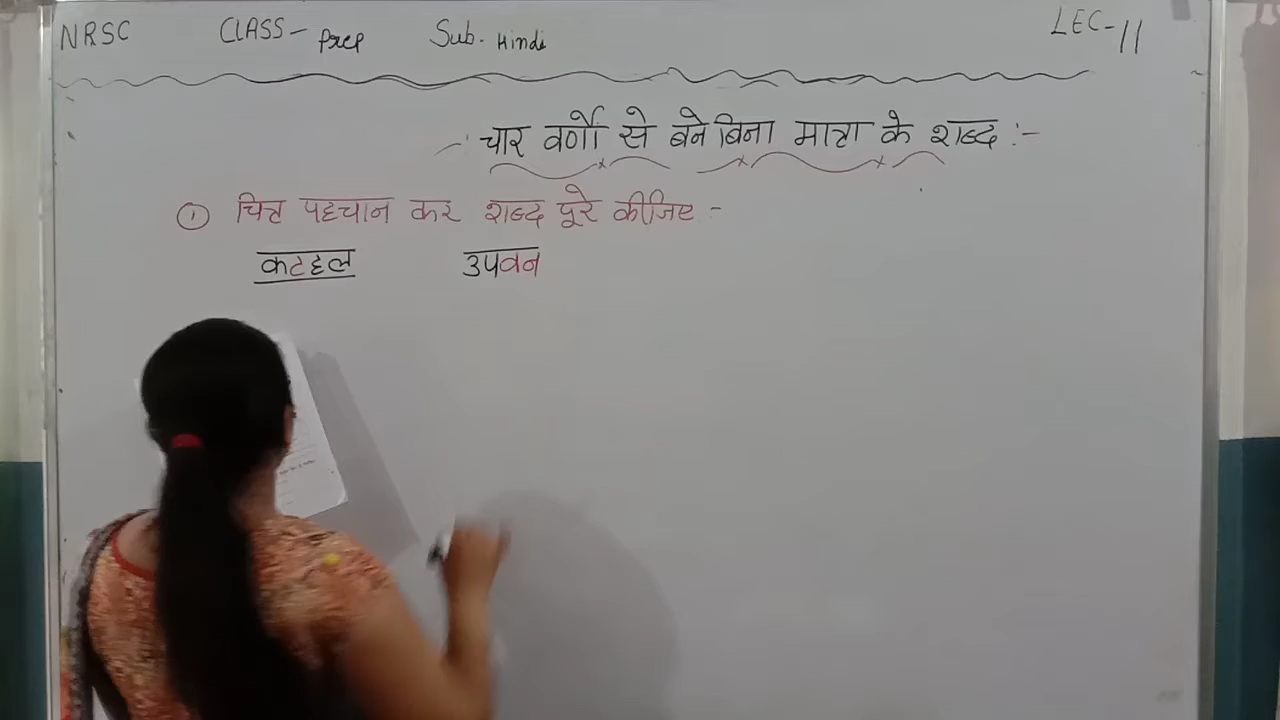 NRSC CLASS - Prep Sub. Hindi LEC - 11
चार वर्णों से बने बिना मात्रा के शब्द :-
① चित्र पहचान कर शब्द पूरे कीजिए -
कटहल उपवन